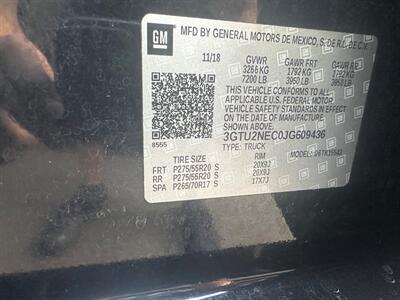 GM
MFD BY GENERAL MOTORS DE MEXICO, S. DE R.L. DE C.V.
11/18 GVWR GAWR FRT GAWR RR
3266 KG 1792 KG 1792 KG
7200 LB 3950 LB 3950 LB
THIS VEHICLE CONFORMS TO ALL
APPLICABLE U.S. FEDERAL MOTOR
VEHICLE SAFETY STANDARDS IN EFFECT ON
THE DATE OF MANUFACTURE SHOWN ABOVE.
3GTU2NEC0JG609436
8555 TYPE: TRUCK MODEL:
TIRE SIZE RIM
FRT P275/55R20 S 20X9J
RR P275/55R20 S 20X9J
SPA P265/70R17 S 17X7J